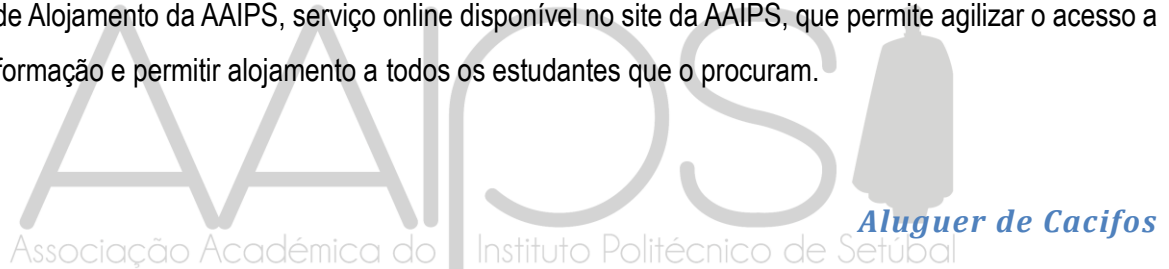 de Alojamento da AAIPS, serviço online disponível no site da AAIPS, que permite agilizar o acesso a
formação e permitir alojamento a todos os estudantes que o procuram.
AAIPS
Aluguer de Cacifos
Associação Académica do Instituto Politécnico de Setúbal